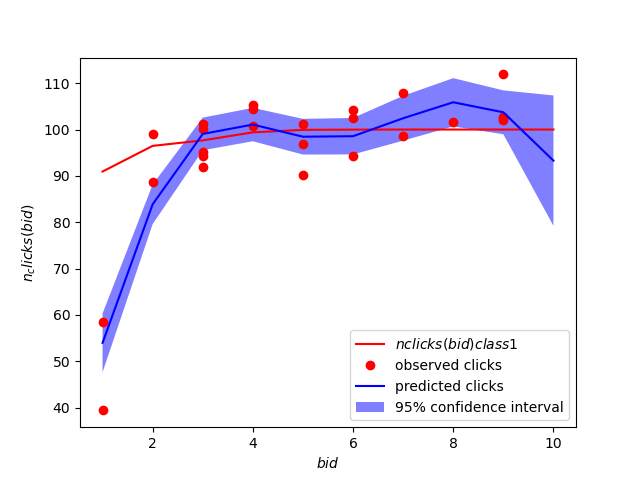 110
100
90
80
70
60
50
40
n_clicks(bid)
nclicks(bid)class1
observed clicks
predicted clicks
95% confidence interval
2 4 6 8 10
bid